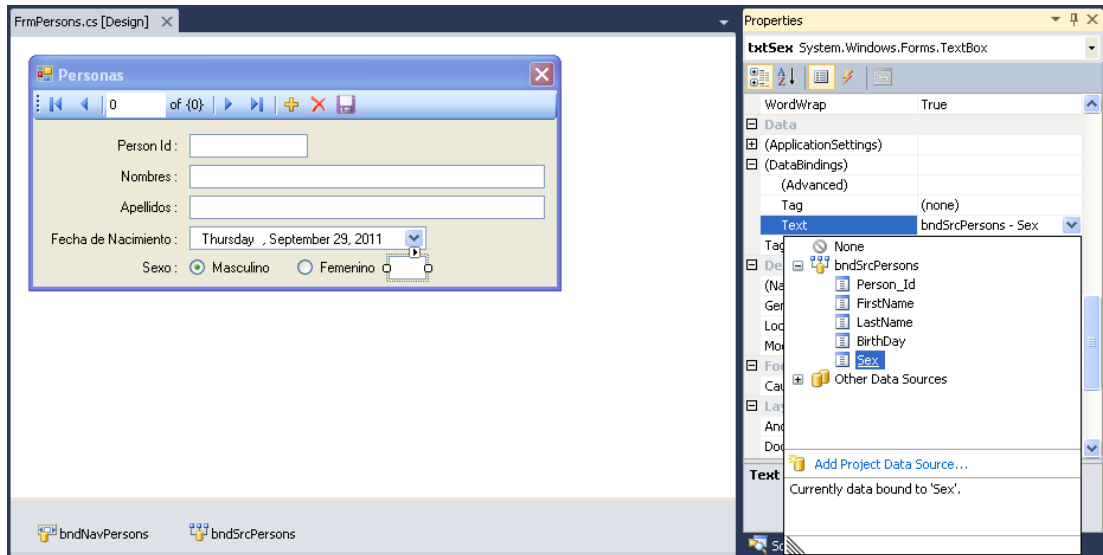 FrmPersons.cs [Design]
Personas
0 of {0}
Person Id :
Nombres :
Apellidos :
Fecha de Nacimiento : Thursday , September 29, 2011
Sexo : Masculino Femenino
bndNavPersons bndSrcPersons
Properties
txtSex System.Windows.Forms.TextBox
WordWrap True
Data
(ApplicationSettings)
(DataBindings)
(Advanced)
Tag (none)
Text bndSrcPersons - Sex
Tag
None
bndSrcPersons
Person_Id
FirstName
LastName
BirthDay
Sex
Other Data Sources
Add Project Data Source...
Text
Currently data bound to 'Sex'.